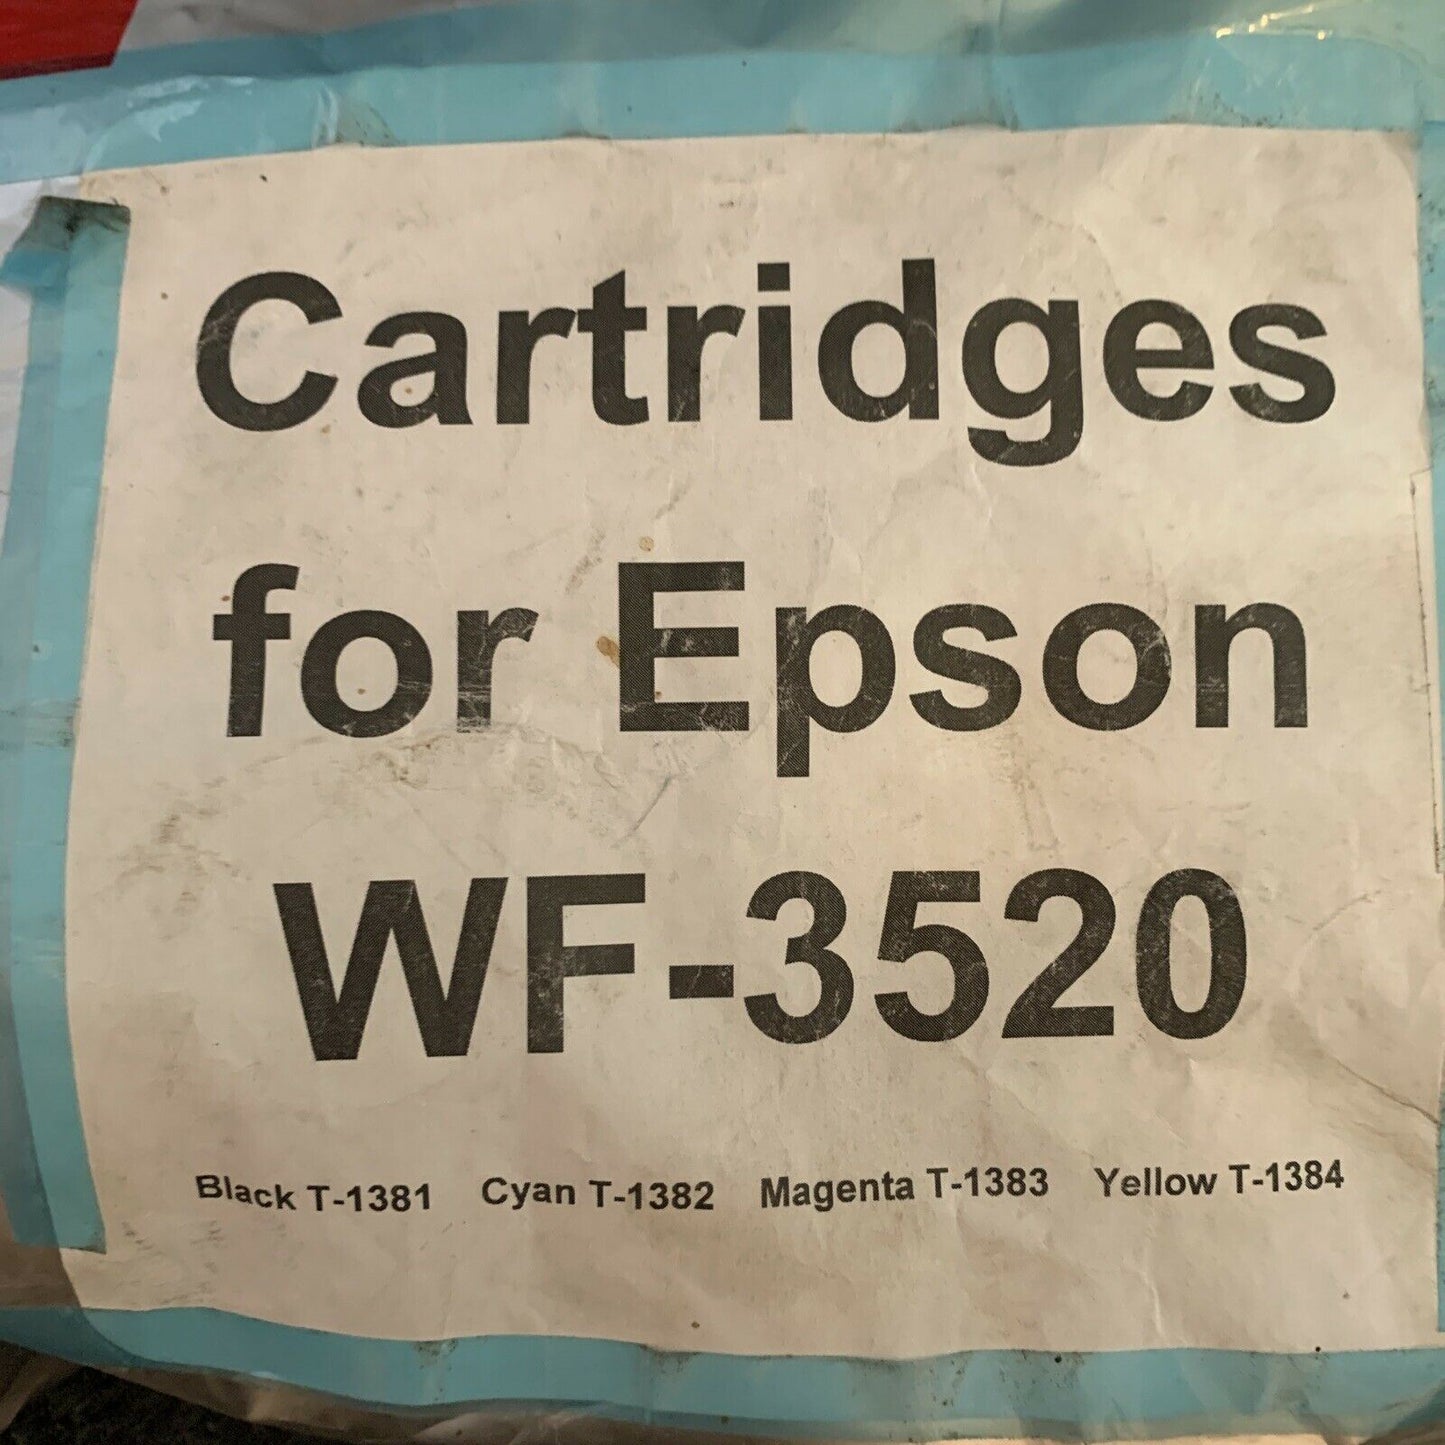 Cartridges
for Epson
WF-3520
Black T-1381 Cyan T-1382 Magenta T-1383 Yellow T-1384